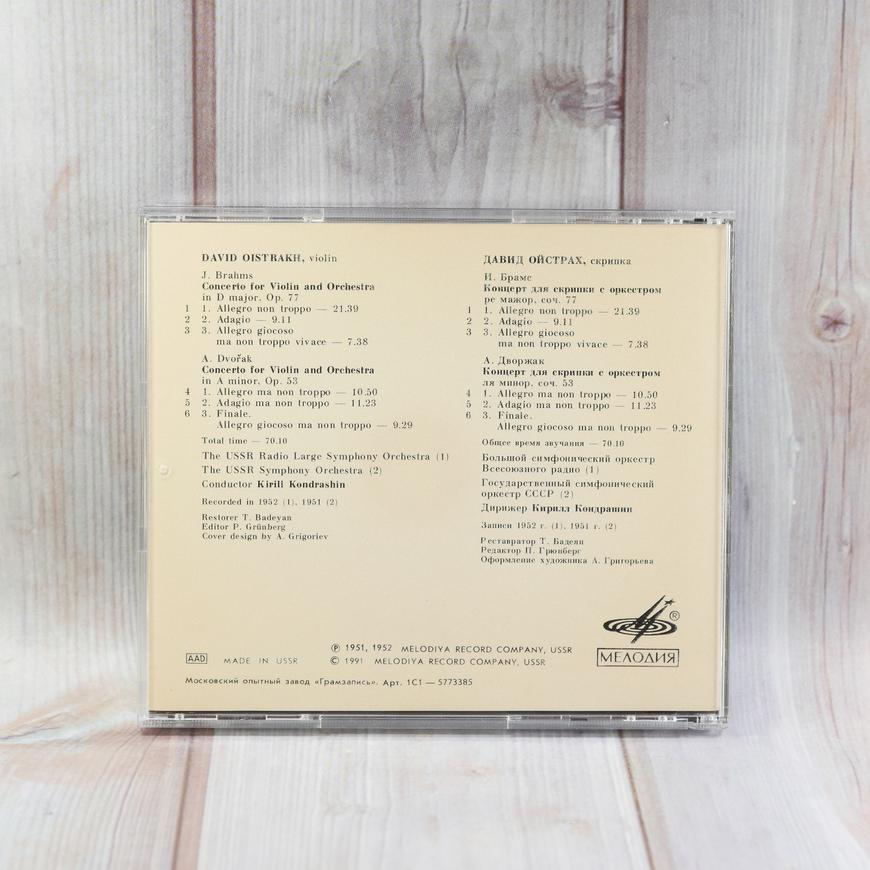 DAVID OISTRAKH, violin
J. Brahms
Concerto for Violin and Orchestra
in D major, Op. 77
1 1. Allegro non troppo — 21.39
2 2. Adagio — 9.11
3 3. Allegro giocoso
ma non troppo vivace — 7.38
A. Dvořak
Concerto for Violin and Orchestra
in A minor, Op. 53
4 1. Allegro ma non troppo — 10.50
5 2. Adagio ma non troppo — 11.23
6 3. Finale.
Allegro giocoso ma non troppo — 9.29
Total time — 70.10
The USSR Radio Large Symphony Orchestra (1)
The USSR Symphony Orchestra (2)
Conductor Kirill Kondrashin
Recorded in 1952 (1), 1951 (2)
Restorer T. Badeyan
Editor P. Grünberg
Cover design by A. Grigoriev
ДАВИД ОЙСТРАХ, скрипка
И. Брамс
Концерт для скрипки с оркестром
ре мажор, соч. 77
1 1. Allegro non troppo — 21.39
2 2. Adagio — 9.11
3 3. Allegro giocoso
ma non troppo vivace — 7.38
А. Дворжак
Концерт для скрипки с оркестром
ля минор, соч. 53
4 1. Allegro ma non troppo — 10.50
5 2. Adagio ma non troppo — 11.23
6 3. Finale.
Allegro giocoso ma non troppo — 9.29
Общее время звучания — 70.10
Большой симфонический оркестр
Всесоюзного радио (1)
Государственный симфонический
оркестр СССР (2)
Дирижер Кирилл Кондрашин
Записи 1952 г. (1), 1951 г. (2)
Реставратор Т. Бадеян
Редактор П. Грюнберг
Оформление художника А. Григорьева
®
МЕЛОДИЯ
AAD MADE IN USSR
℗ 1951, 1952 MELODIYA RECORD COMPANY, USSR
© 1991 MELODIYA RECORD COMPANY, USSR
Московский опытный завод «Грамзапись». Арт. 1С1 — 5773385